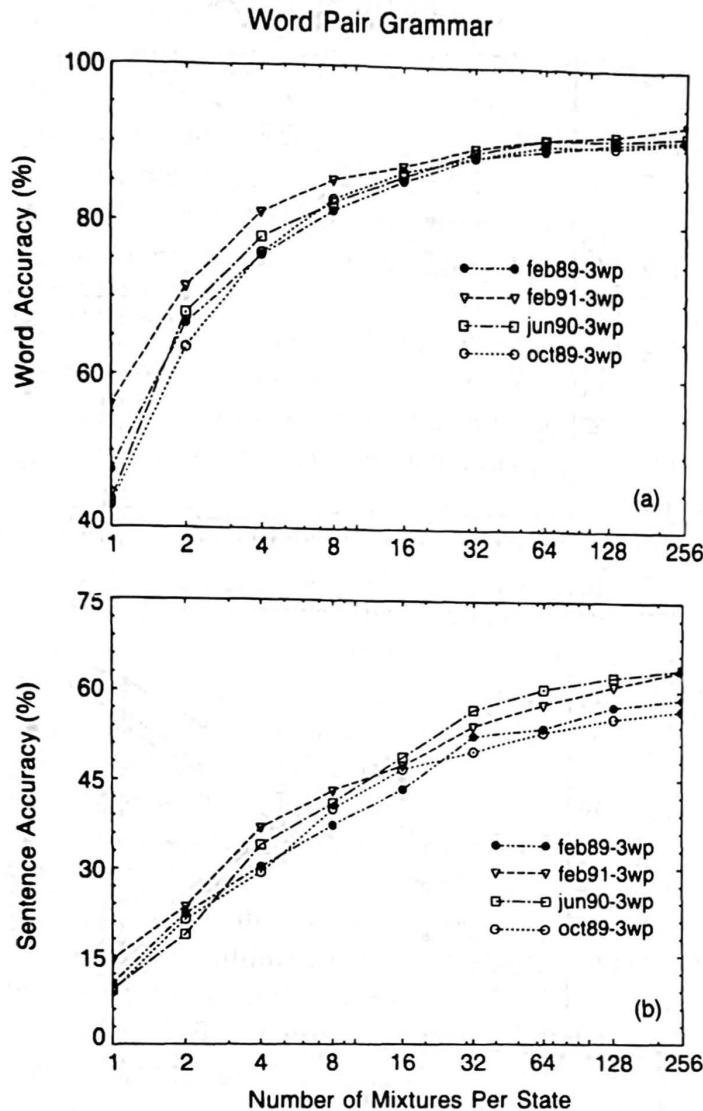 Word Pair Grammar
Word Accuracy (%)
100
80
60
40
feb89-3wp
feb91-3wp
jun90-3wp
oct89-3wp
(a)
1 2 4 8 16 32 64 128 256
Sentence Accuracy (%)
75
60
45
30
15
0
feb89-3wp
feb91-3wp
jun90-3wp
oct89-3wp
(b)
1 2 4 8 16 32 64 128 256
Number of Mixtures Per State